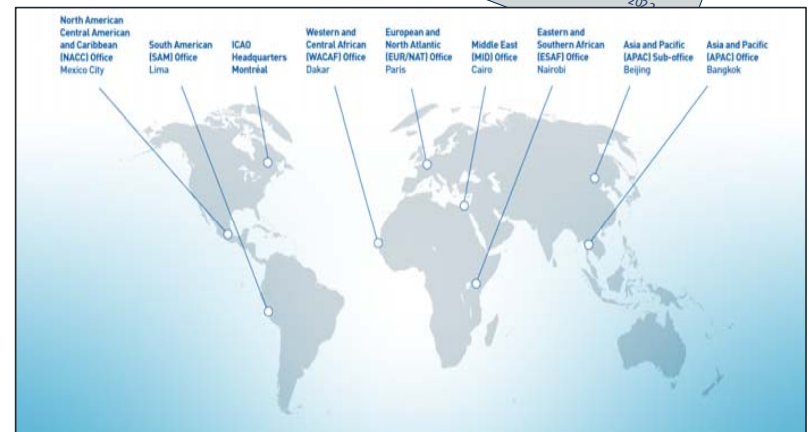 North American
Central American
and Caribbean
(NACC) Office
Mexico City
South American
(SAM) Office
Lima
ICAO
Headquarters
Montréal
Western and
Central African
(WACAF) Office
Dakar
European and
North Atlantic
(EUR/NAT) Office
Paris
Middle East
(MID) Office
Cairo
Eastern and
Southern African
(ESAF) Office
Nairobi
Asia and Pacific
(APAC) Sub-office
Beijing
Asia and Pacific
(APAC) Office
Bangkok